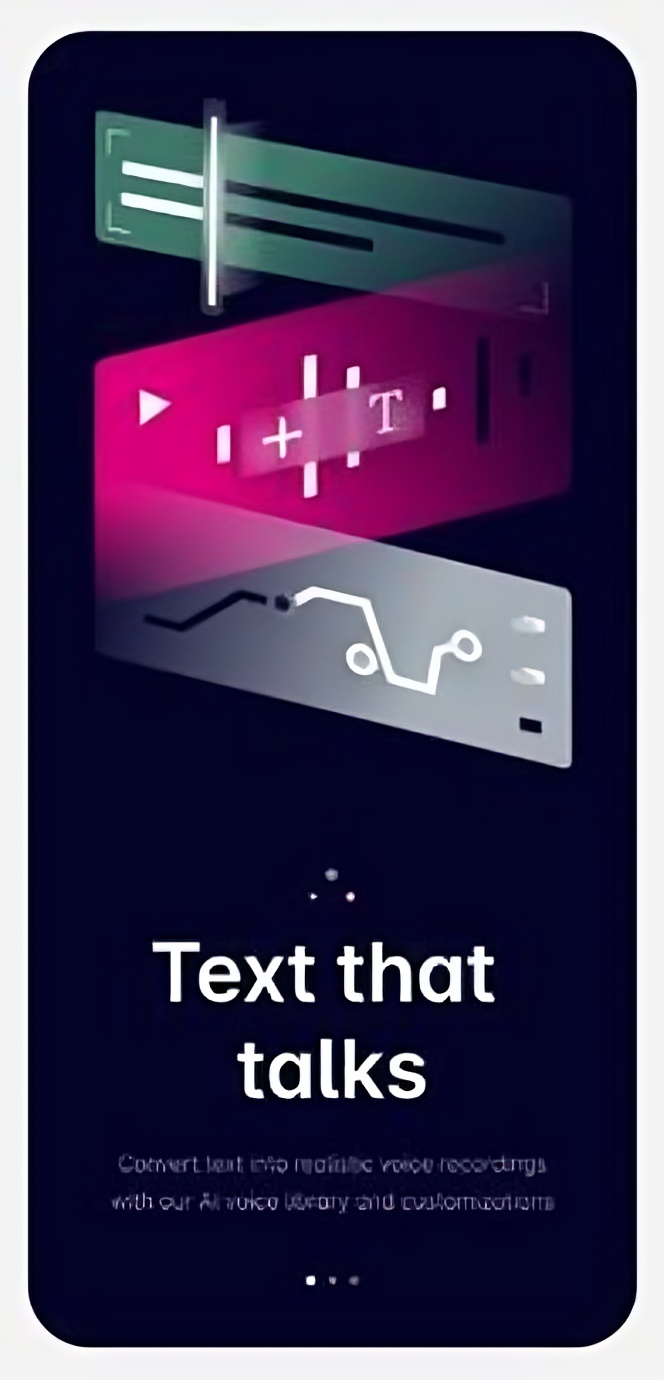 T
Text that
talks
Convert text into realistic voice recordings
with our AI voice library and customizations